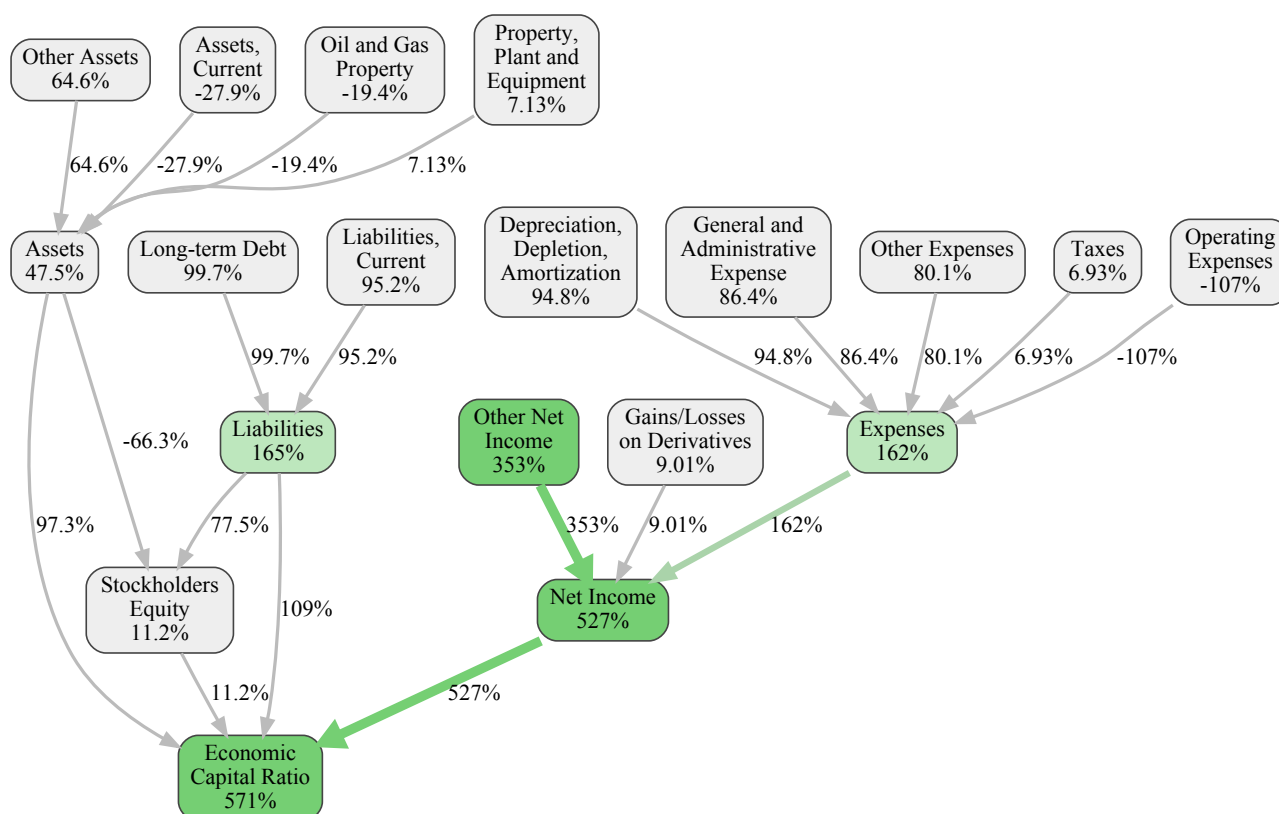 Other Assets
64.6%
Assets,
Current
-27.9%
Oil and Gas
Property
-19.4%
Property,
Plant and
Equipment
7.13%
64.6%
-27.9%
-19.4%
7.13%
Assets
47.5%
Long-term Debt
99.7%
Liabilities,
Current
95.2%
Depreciation,
Depletion,
Amortization
94.8%
General and
Administrative
Expense
86.4%
Other Expenses
80.1%
Taxes
6.93%
Operating
Expenses
-107%
99.7%
95.2%
94.8%
86.4%
80.1%
6.93%
-107%
-66.3%
Liabilities
165%
Other Net
Income
353%
Gains/Losses
on Derivatives
9.01%
Expenses
162%
97.3%
77.5%
353%
9.01%
162%
Stockholders
Equity
11.2%
109%
Net Income
527%
11.2%
527%
Economic
Capital Ratio
571%